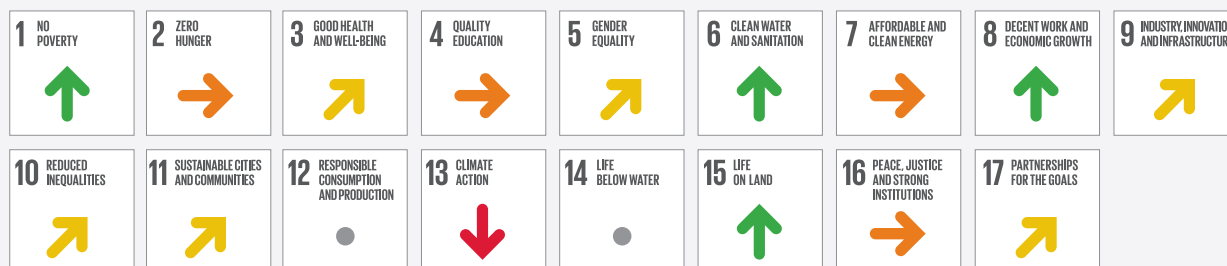 1 NO
POVERTY
2 ZERO
HUNGER
3 GOOD HEALTH
AND WELL-BEING
4 QUALITY
EDUCATION
5 GENDER
EQUALITY
6 CLEAN WATER
AND SANITATION
7 AFFORDABLE AND
CLEAN ENERGY
8 DECENT WORK AND
ECONOMIC GROWTH
9 INDUSTRY, INNOVATIO
AND INFRASTRUCTUR
10 REDUCED
INEQUALITIES
11 SUSTAINABLE CITIES
AND COMMUNITIES
12 RESPONSIBLE
CONSUMPTION
AND PRODUCTION
13 CLIMATE
ACTION
14 LIFE
BELOW WATER
15 LIFE
ON LAND
16 PEACE, JUSTICE
AND STRONG
INSTITUTIONS
17 PARTNERSHIPS
FOR THE GOALS